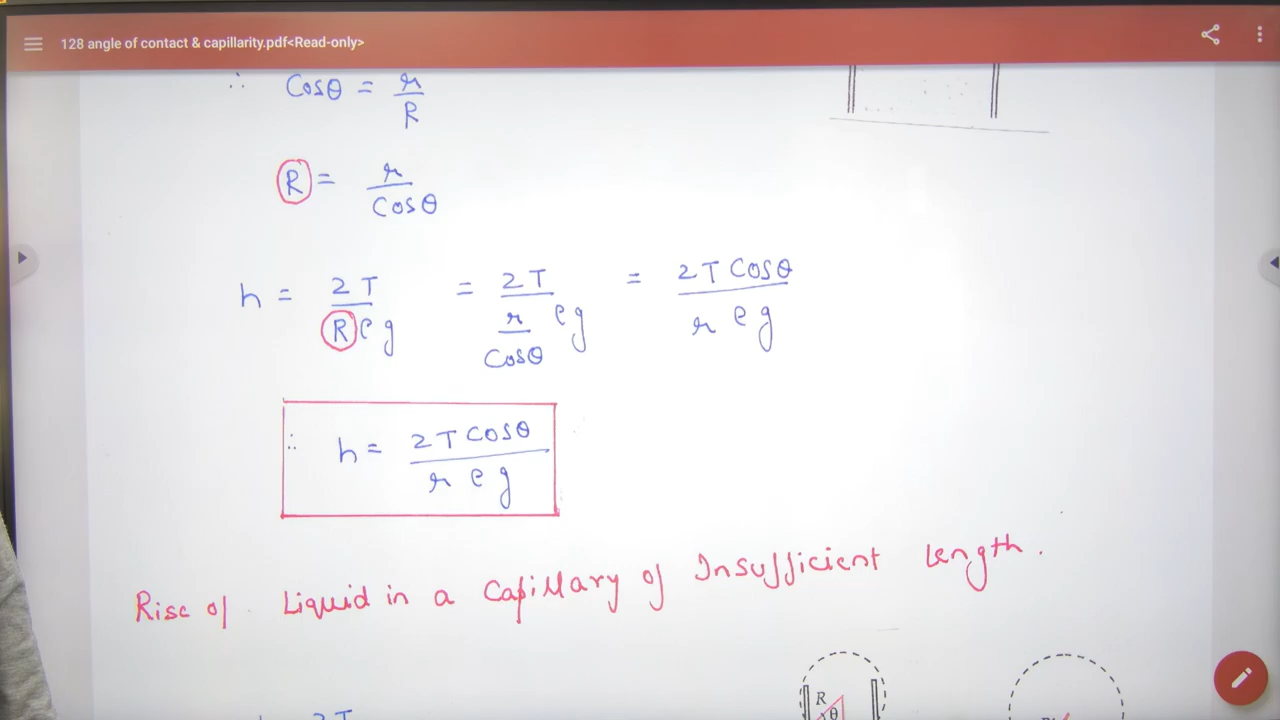 128 angle of contact & capillarity.pdf<Read-only>
∴ Cosθ = r/R
R = r/Cosθ
h = 2T/Rρg = 2T/(r/Cosθ)ρg = 2T Cosθ/rρg
∴ h = 2T Cosθ/rρg
Rise of Liquid in a Capillary of Insufficient Length.
R
θ
2T